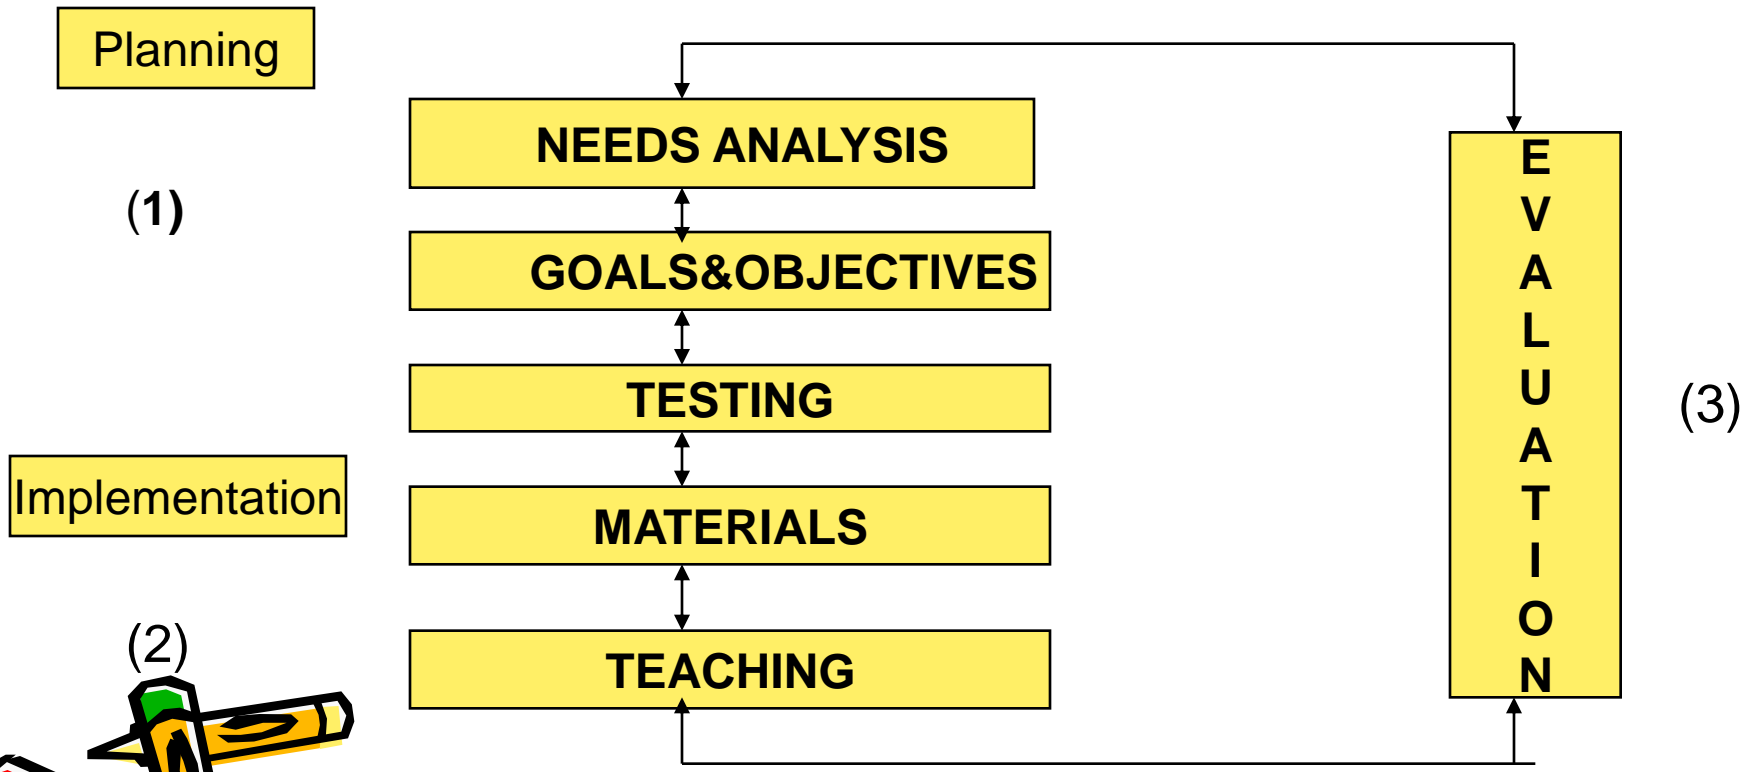 Planning
NEEDS ANALYSIS
(1)
GOALS&OBJECTIVES
TESTING
Implementation
MATERIALS
(2)
TEACHING
E
V
A
L
U
A
T
I
O
N
(3)